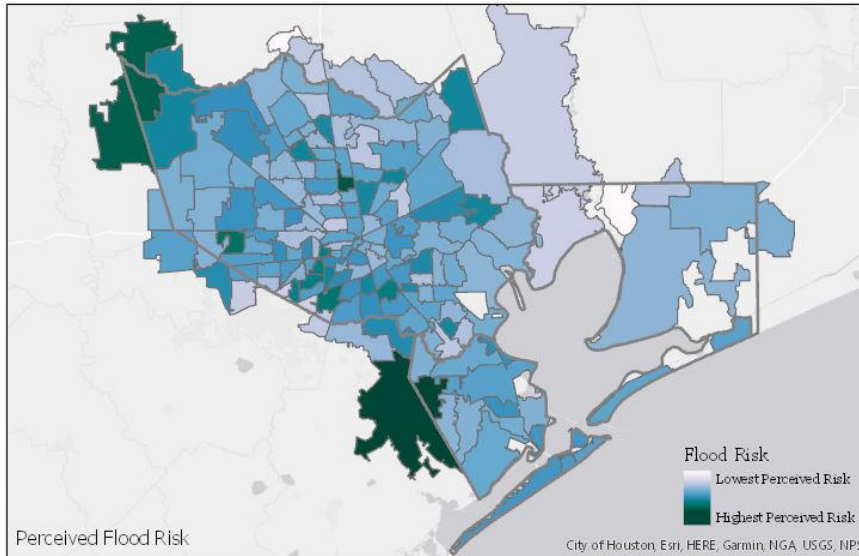 Flood Risk
Lowest Perceived Risk
Highest Perceived Risk
Perceived Flood Risk
City of Houston, Esri, HERE, Garmin, NGA, USGS, NPS